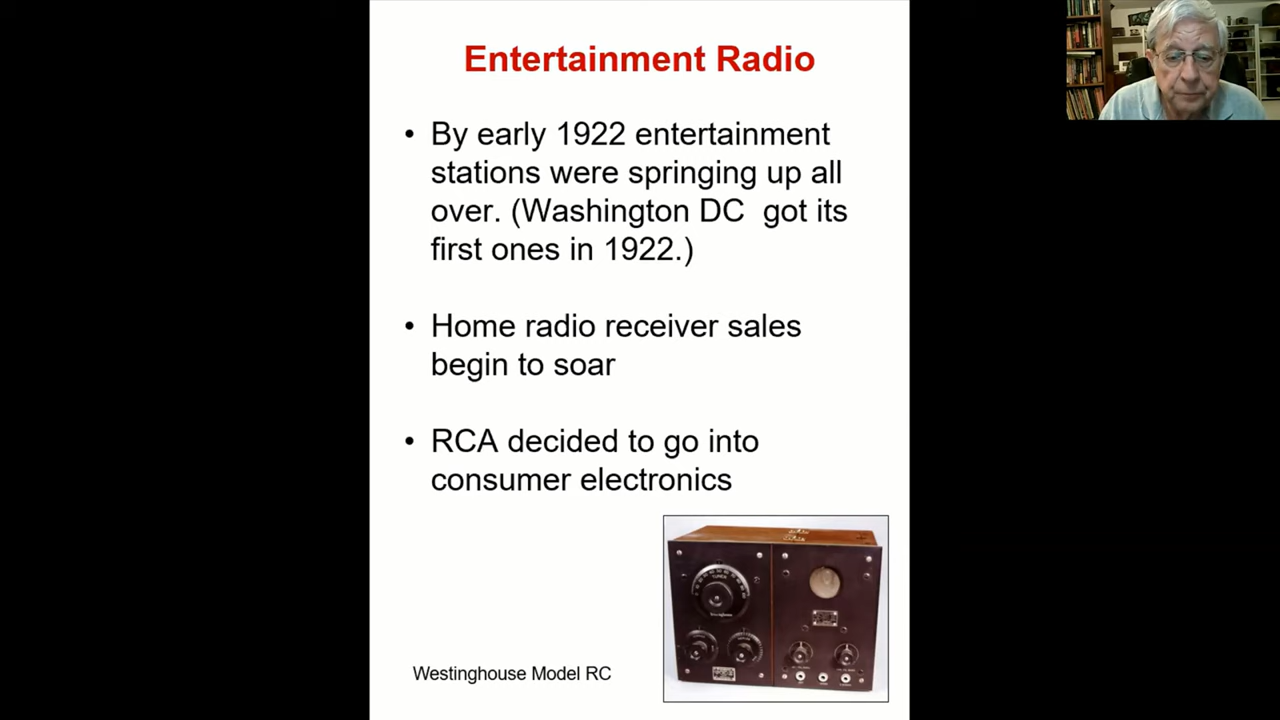 Entertainment Radio
• By early 1922 entertainment
stations were springing up all
over. (Washington DC  got its
first ones in 1922.)
• Home radio receiver sales
begin to soar
• RCA decided to go into
consumer electronics
Westinghouse Model RC